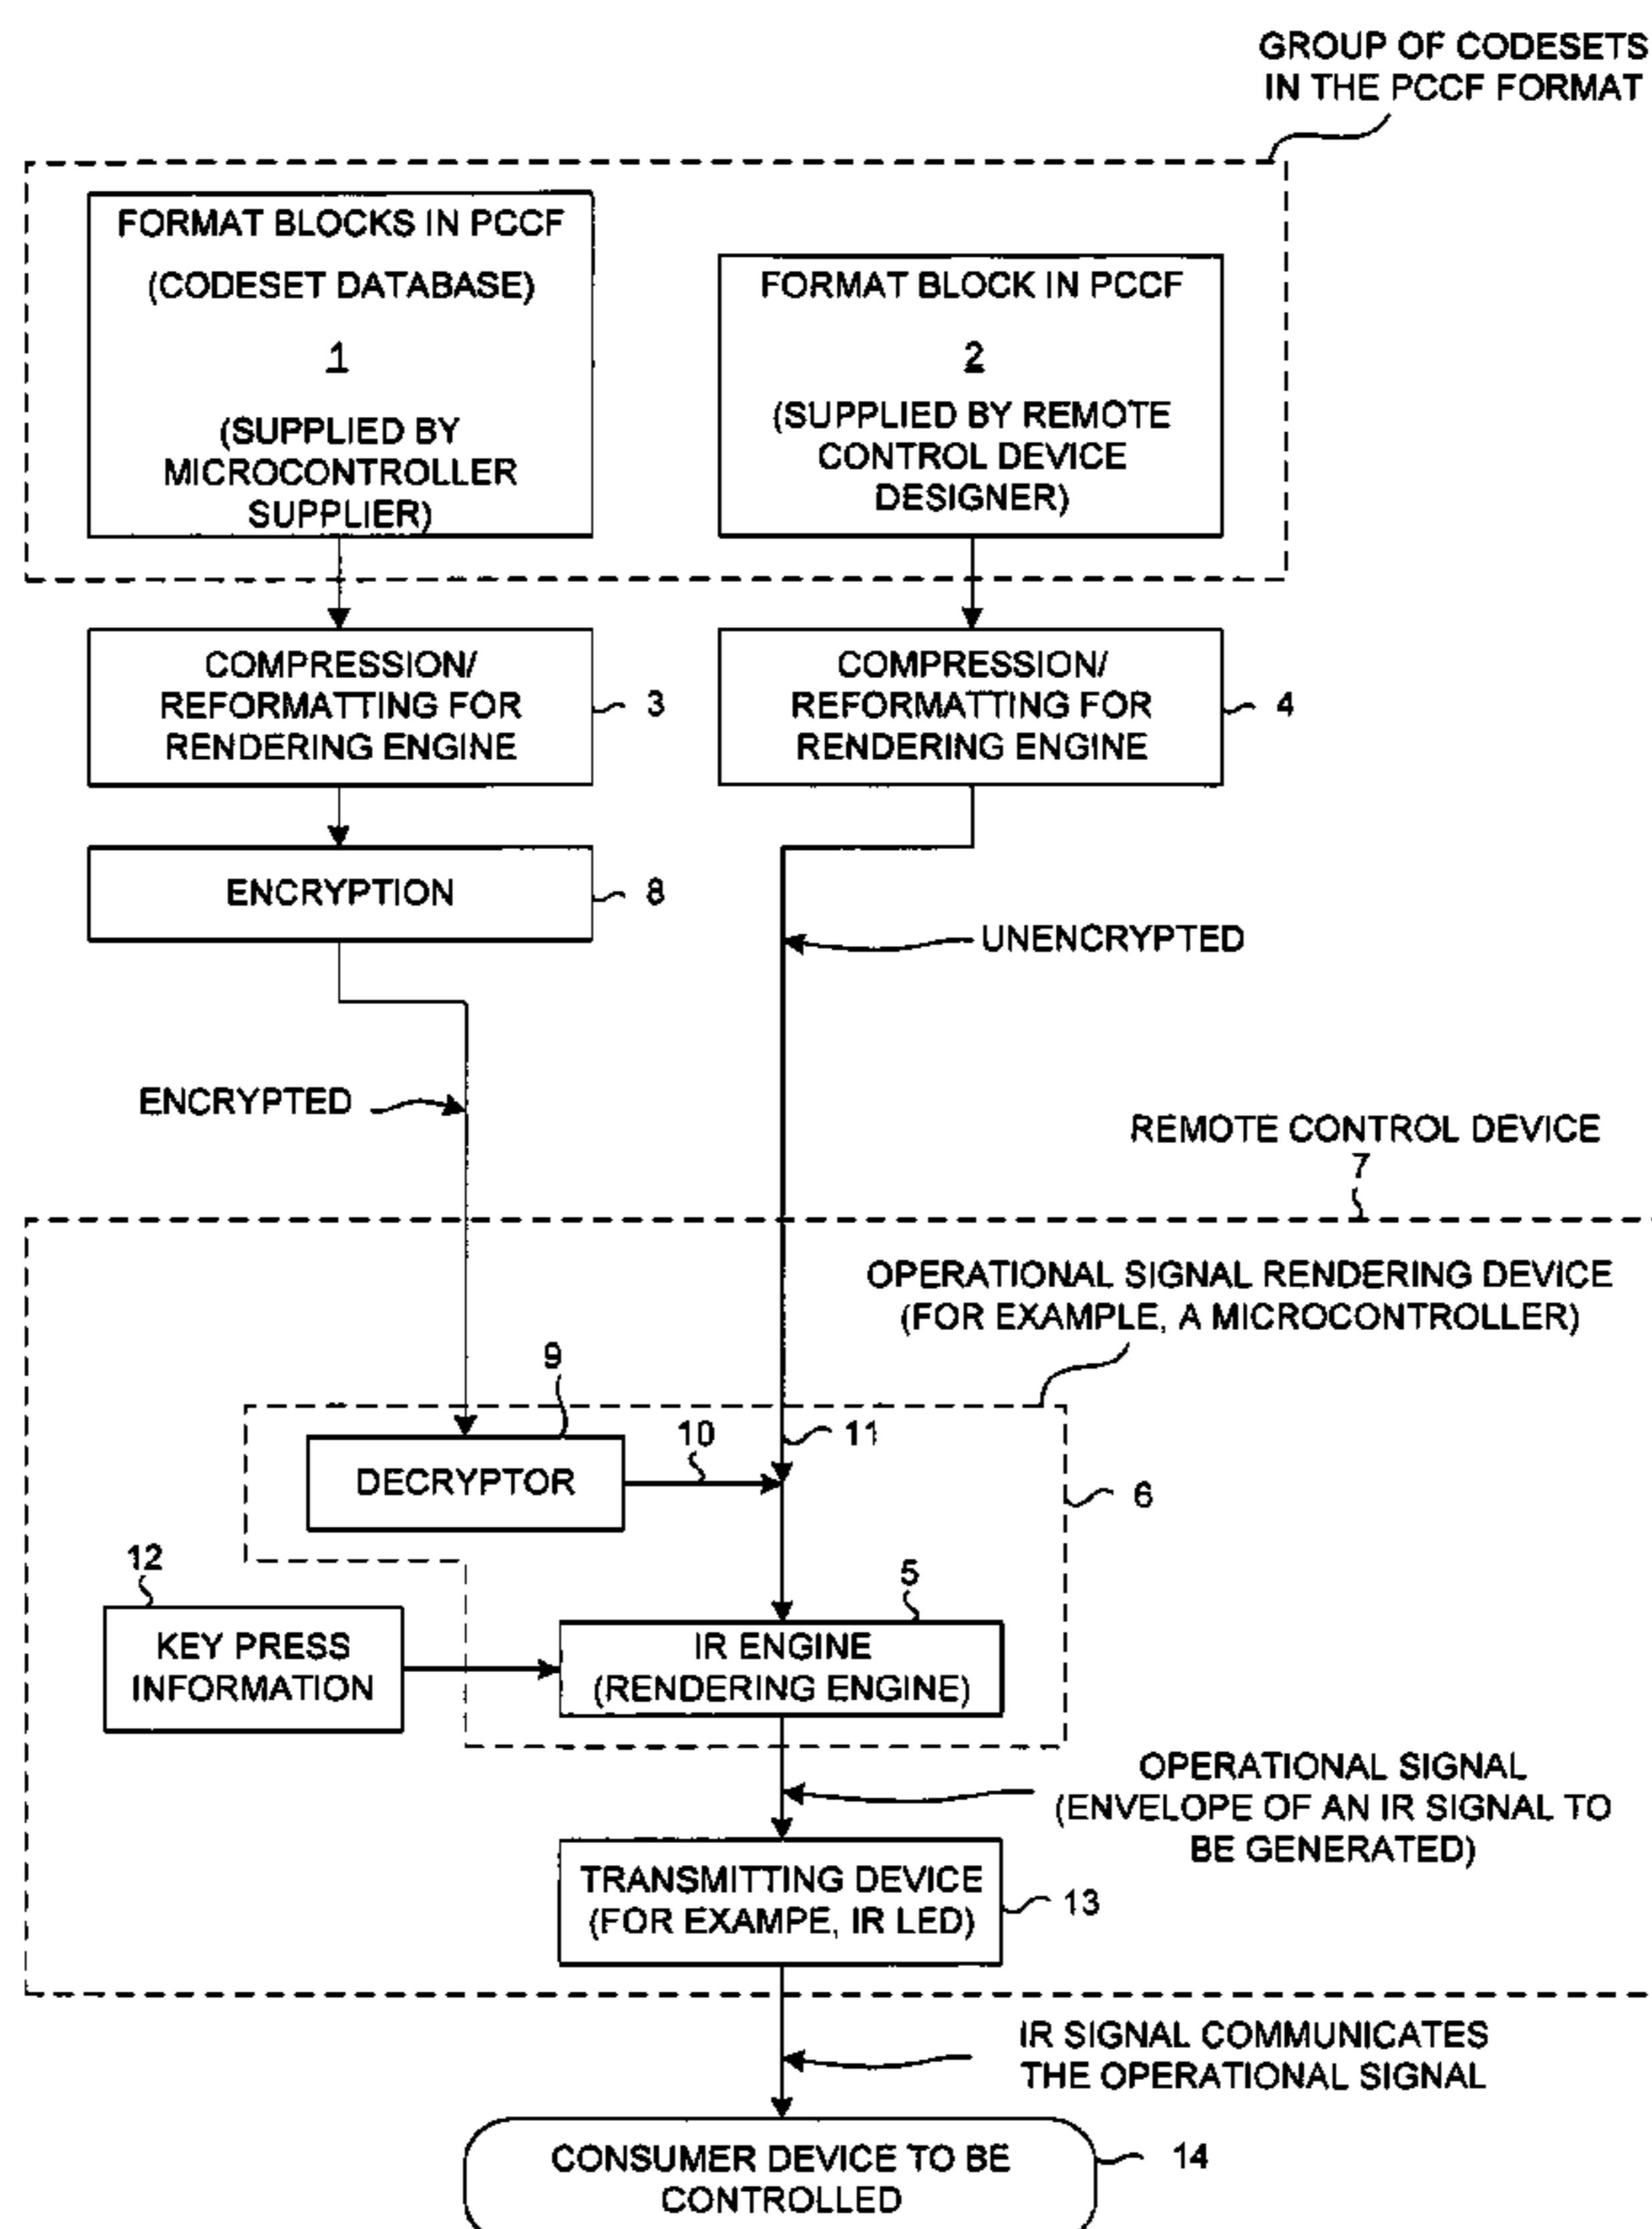 GROUP OF CODESETS
IN THE PCCF FORMAT
FORMAT BLOCKS IN PCCF
(CODESET DATABASE)
1
(SUPPLIED BY
MICROCONTROLLER
SUPPLIER)
FORMAT BLOCK IN PCCF
2
(SUPPLIED BY REMOTE
CONTROL DEVICE
DESIGNER)
COMPRESSION/
REFORMATTING FOR
RENDERING ENGINE
3
COMPRESSION/
REFORMATTING FOR
RENDERING ENGINE
4
ENCRYPTION
8
UNENCRYPTED
ENCRYPTED
REMOTE CONTROL DEVICE
7
OPERATIONAL SIGNAL RENDERING DEVICE
(FOR EXAMPLE, A MICROCONTROLLER)
9
DECRYPTOR
10
11
6
12
KEY PRESS
INFORMATION
5
IR ENGINE
(RENDERING ENGINE)
OPERATIONAL SIGNAL
(ENVELOPE OF AN IR SIGNAL TO
BE GENERATED)
TRANSMITTING DEVICE
(FOR EXAMPE, IR LED)
13
IR SIGNAL COMMUNICATES
THE OPERATIONAL SIGNAL
CONSUMER DEVICE TO BE
CONTROLLED
14